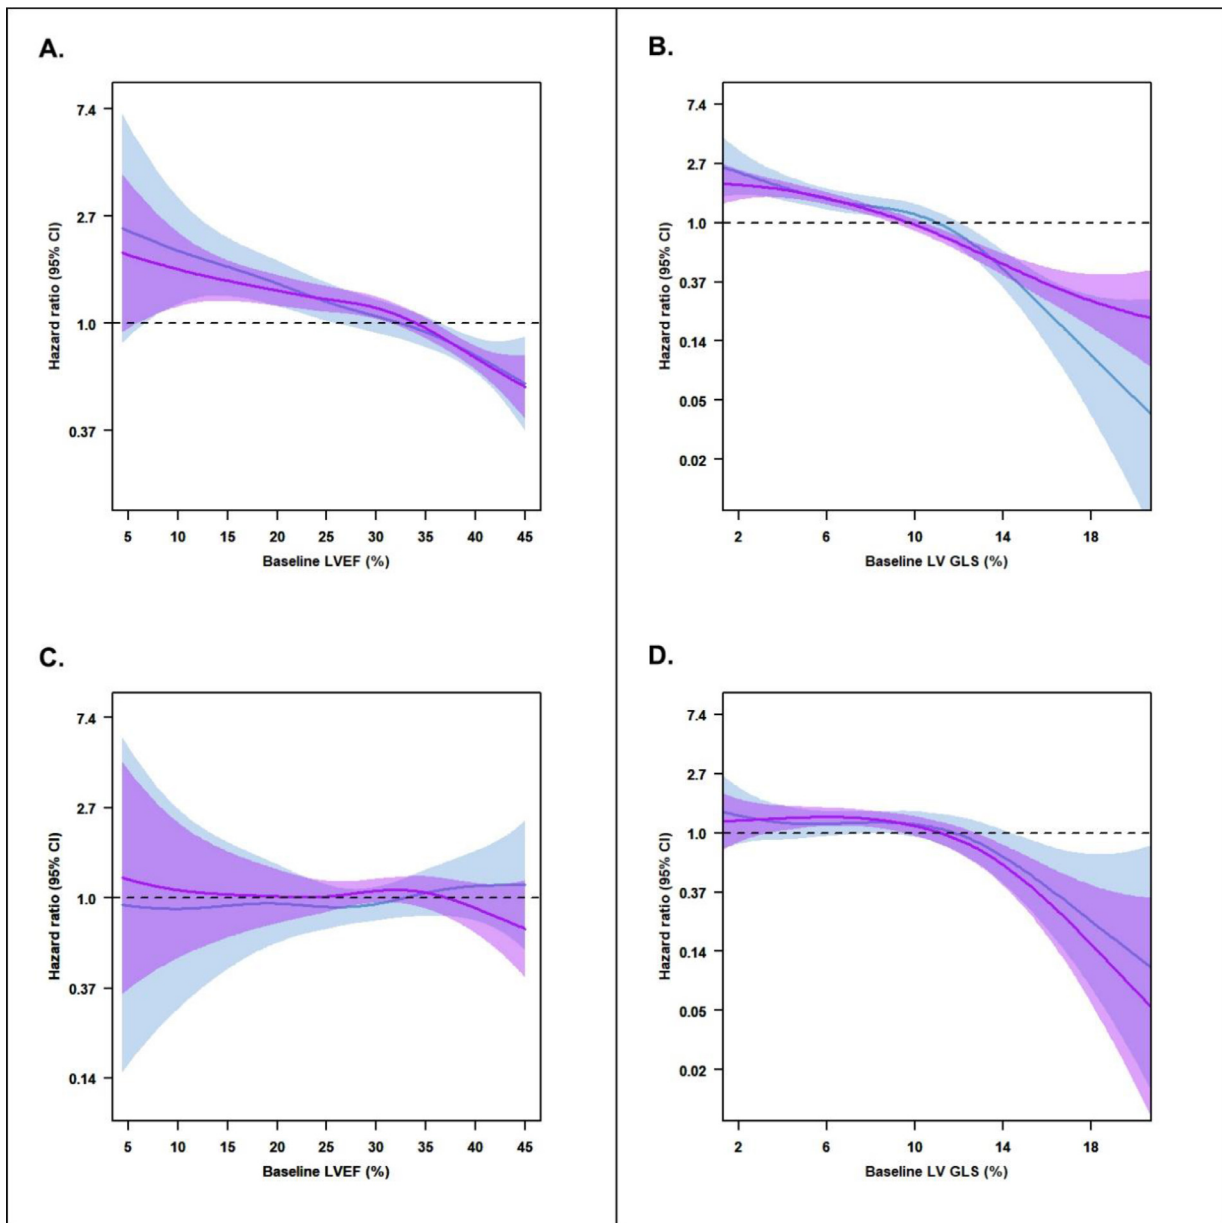 A.
Hazard ratio (95% CI)
7.4
2.7
1.0
0.37
5 10 15 20 25 30 35 40 45
Baseline LVEF (%)
B.
Hazard ratio (95% CI)
7.4
2.7
1.0
0.37
0.14
0.05
0.02
2 6 10 14 18
Baseline LV GLS (%)
C.
Hazard ratio (95% CI)
7.4
2.7
1.0
0.37
0.14
5 10 15 20 25 30 35 40 45
Baseline LVEF (%)
D.
Hazard ratio (95% CI)
7.4
2.7
1.0
0.37
0.14
0.05
0.02
2 6 10 14 18
Baseline LV GLS (%)